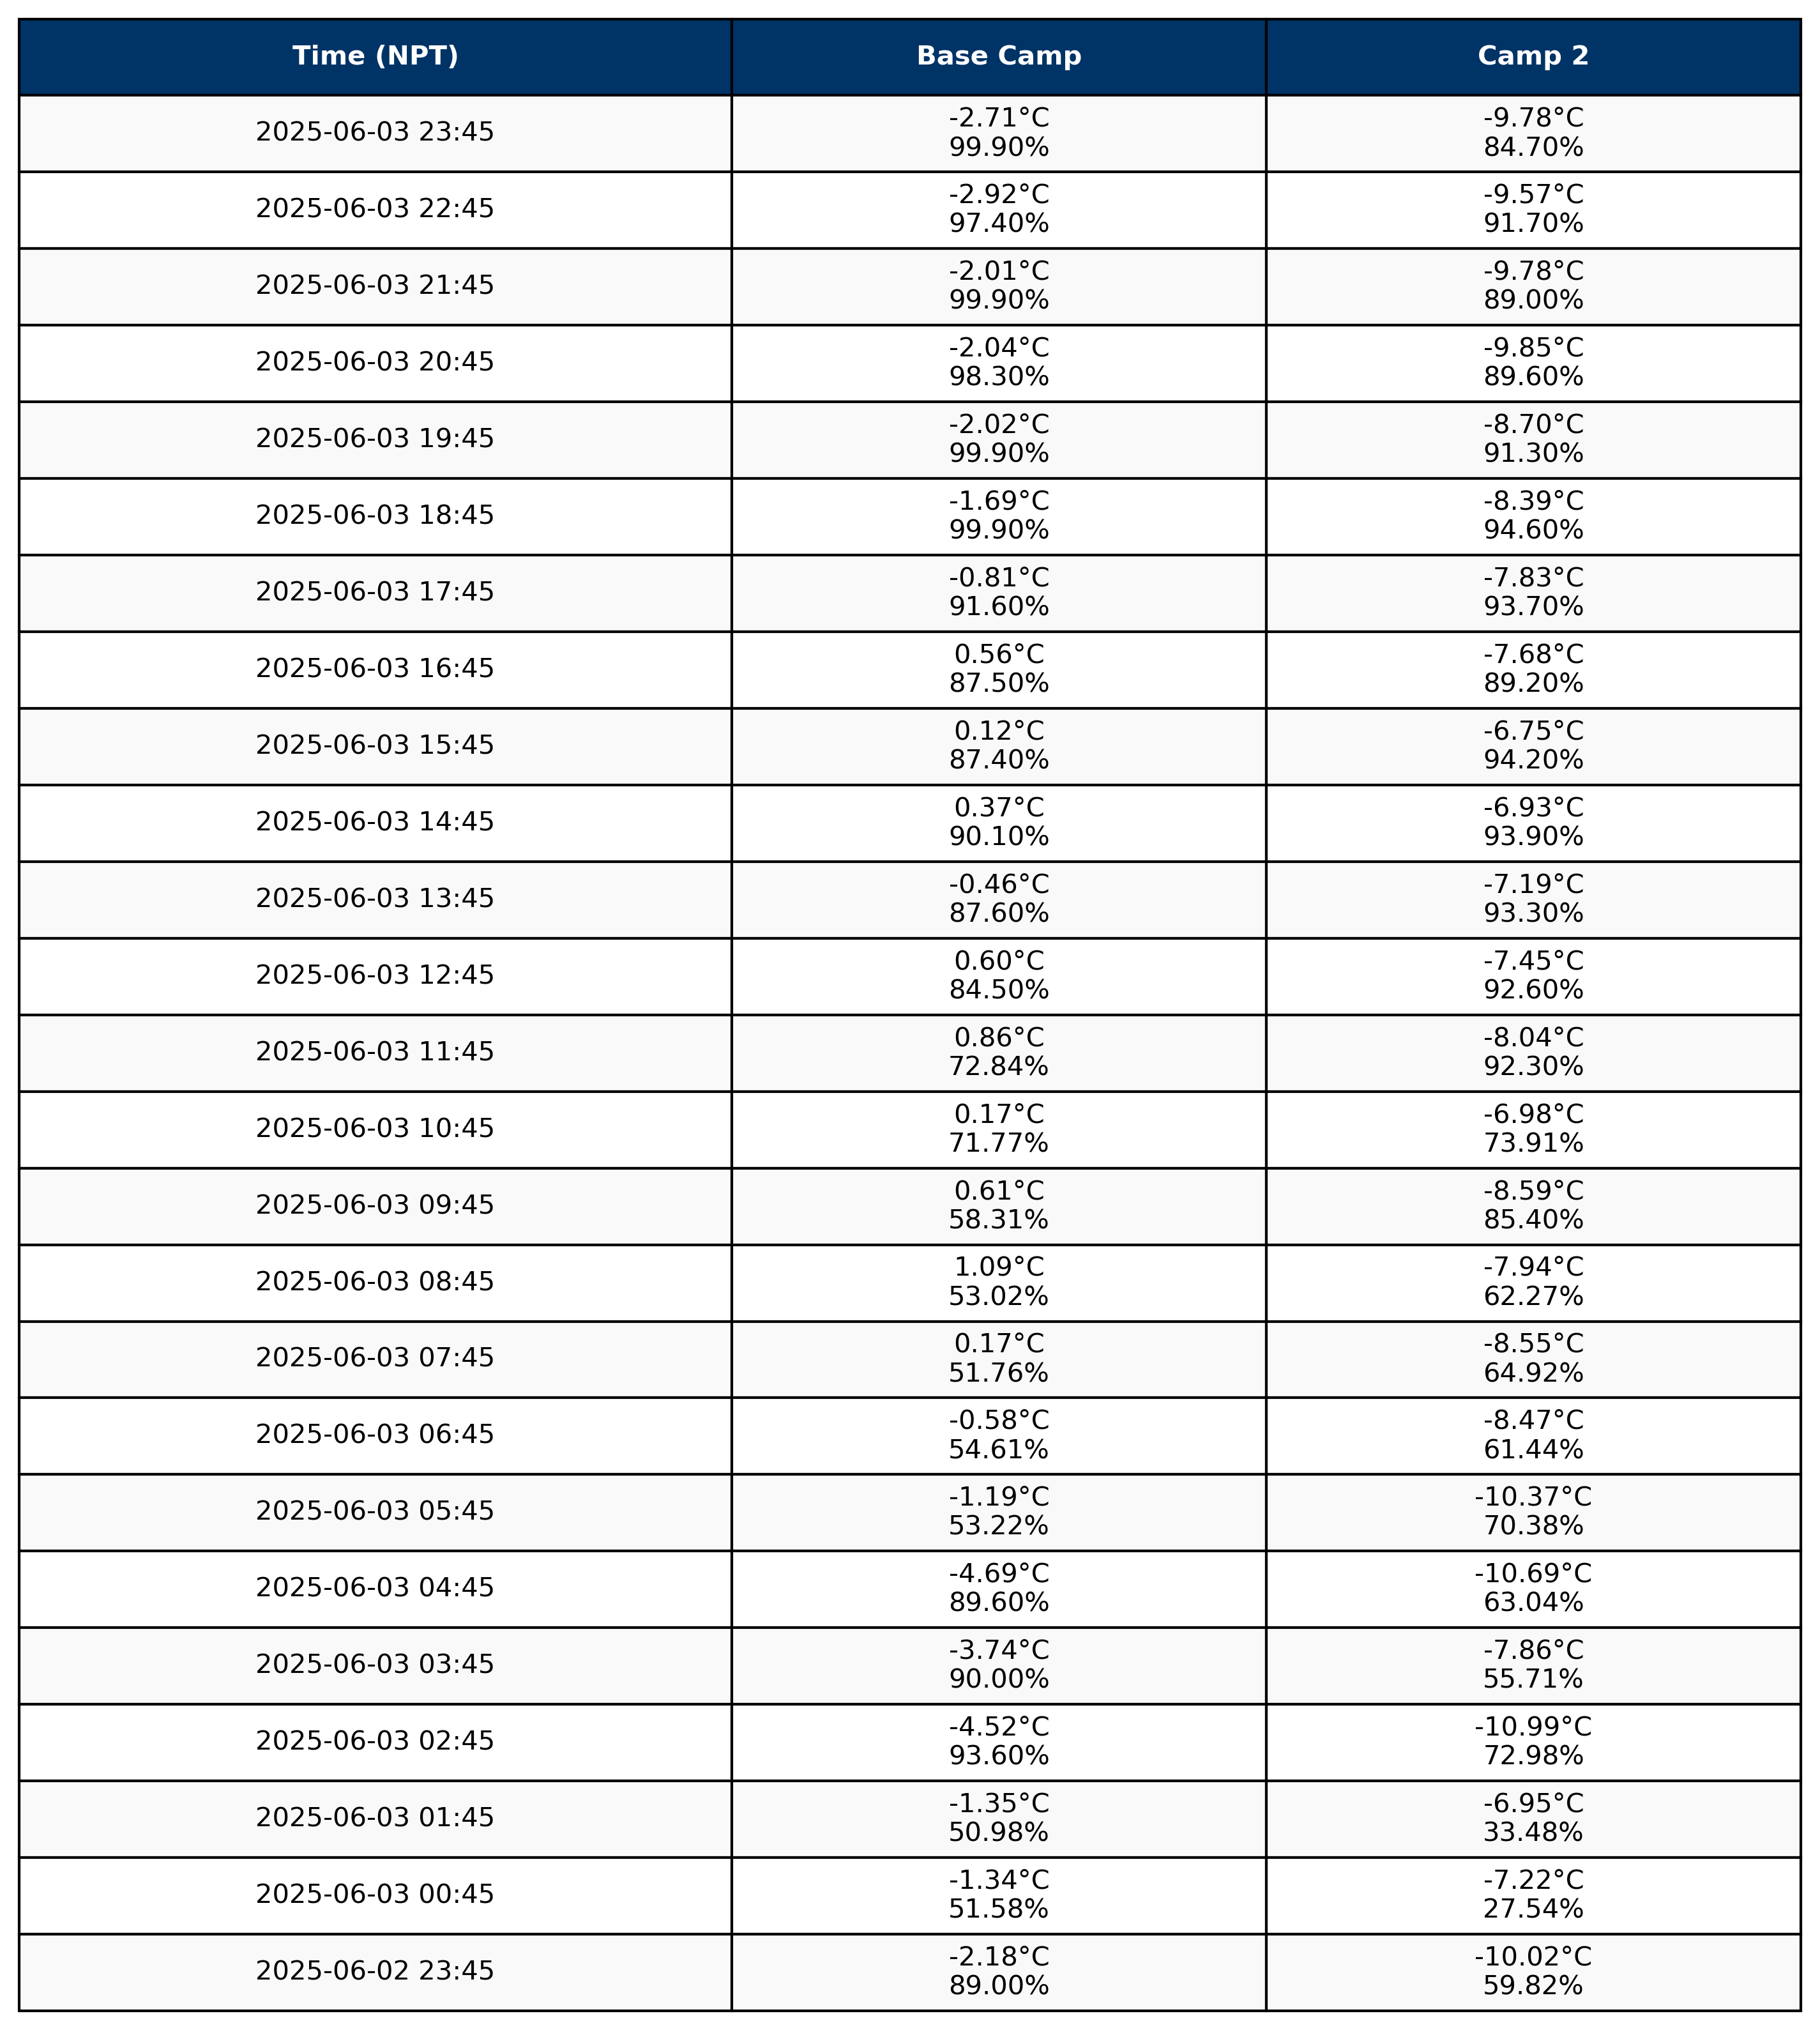 Time (NPT) Base Camp Camp 2
2025-06-03 23:45 -2.71°C -9.78°C
99.90% 84.70%
2025-06-03 22:45 -2.92°C -9.57°C
97.40% 91.70%
2025-06-03 21:45 -2.01°C -9.78°C
99.90% 89.00%
2025-06-03 20:45 -2.04°C -9.85°C
98.30% 89.60%
2025-06-03 19:45 -2.02°C -8.70°C
99.90% 91.30%
2025-06-03 18:45 -1.69°C -8.39°C
99.90% 94.60%
2025-06-03 17:45 -0.81°C -7.83°C
91.60% 93.70%
2025-06-03 16:45 0.56°C -7.68°C
87.50% 89.20%
2025-06-03 15:45 0.12°C -6.75°C
87.40% 94.20%
2025-06-03 14:45 0.37°C -6.93°C
90.10% 93.90%
2025-06-03 13:45 -0.46°C -7.19°C
87.60% 93.30%
2025-06-03 12:45 0.60°C -7.45°C
84.50% 92.60%
2025-06-03 11:45 0.86°C -8.04°C
72.84% 92.30%
2025-06-03 10:45 0.17°C -6.98°C
71.77% 73.91%
2025-06-03 09:45 0.61°C -8.59°C
58.31% 85.40%
2025-06-03 08:45 1.09°C -7.94°C
53.02% 62.27%
2025-06-03 07:45 0.17°C -8.55°C
51.76% 64.92%
2025-06-03 06:45 -0.58°C -8.47°C
54.61% 61.44%
2025-06-03 05:45 -1.19°C -10.37°C
53.22% 70.38%
2025-06-03 04:45 -4.69°C -10.69°C
89.60% 63.04%
2025-06-03 03:45 -3.74°C -7.86°C
90.00% 55.71%
2025-06-03 02:45 -4.52°C -10.99°C
93.60% 72.98%
2025-06-03 01:45 -1.35°C -6.95°C
50.98% 33.48%
2025-06-03 00:45 -1.34°C -7.22°C
51.58% 27.54%
2025-06-02 23:45 -2.18°C -10.02°C
89.00% 59.82%